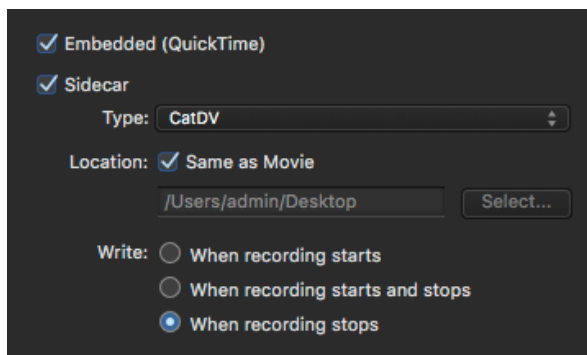 Embedded (QuickTime)
Sidecar
Type: CatDV
Location: Same as Movie
/Users/admin/Desktop Select...
Write: When recording starts
When recording starts and stops
When recording stops